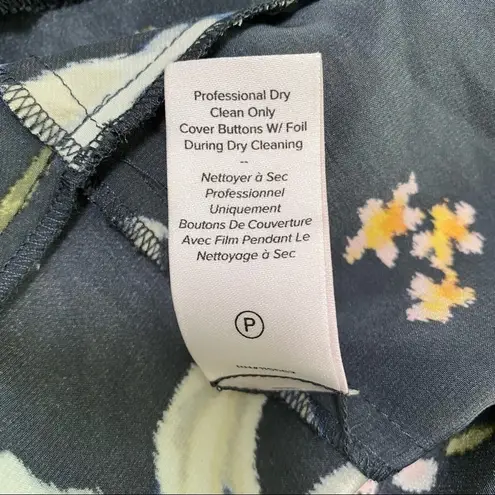 Professional Dry
Clean Only
Cover Buttons W/ Foil
During Dry Cleaning
--
Nettoyer à Sec
Professionnel
Uniquement
Boutons De Couverture
Avec Film Pendant Le
Nettoyage à Sec
P